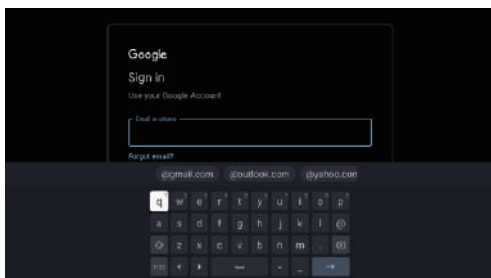 Google
Sign in
Use your Google Account
Email or phone
Forgot email?
@gmail.com @outlook.com @yahoo.com
q w e r t y u i o p
a s d f g h j k l @
z x c v b n m .
- _